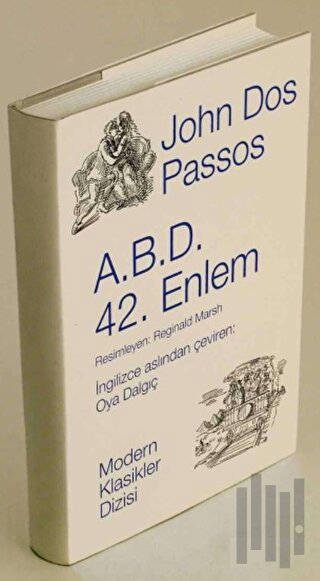 John Dos
Passos
A.B.D.
42. Enlem
Resimleyen: Reginald Marsh
İngilizce aslından çeviren:
Oya Dalgıç
Modern
Klasikler
Dizisi